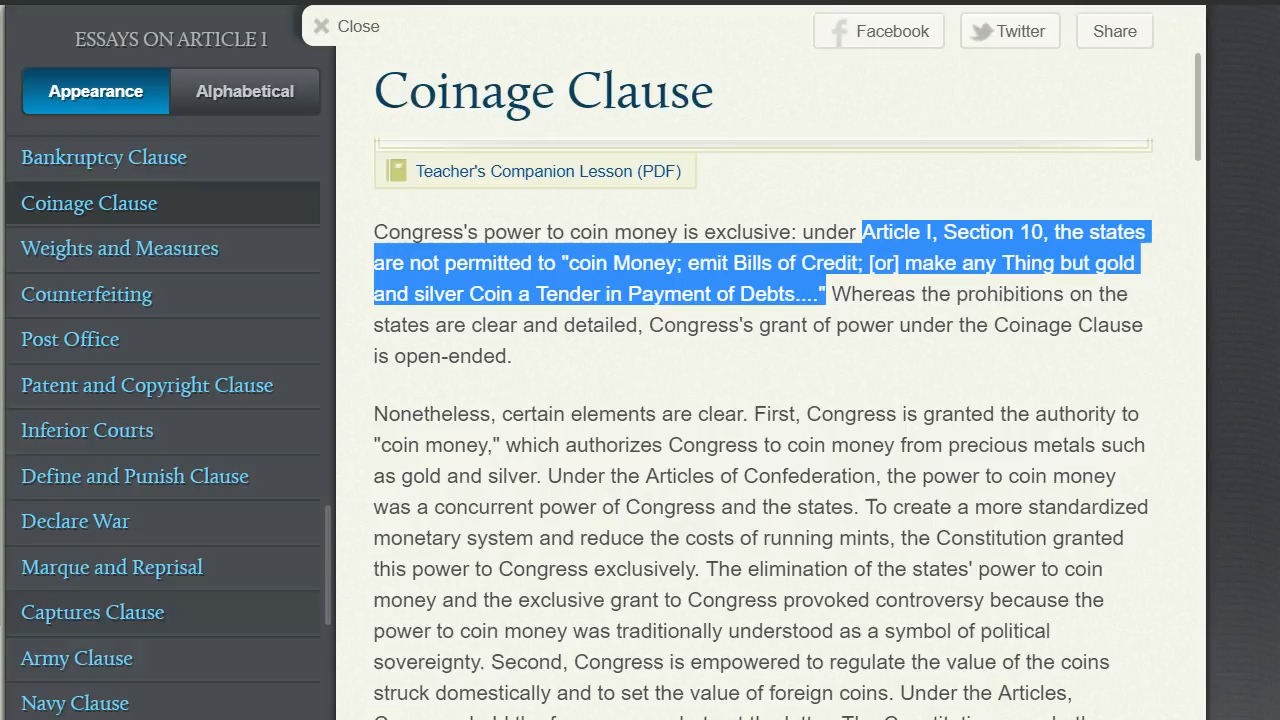 ESSAYS ON ARTICLE I
Appearance
Alphabetical
Bankruptcy Clause
Coinage Clause
Weights and Measures
Counterfeiting
Post Office
Patent and Copyright Clause
Inferior Courts
Define and Punish Clause
Declare War
Marque and Reprisal
Captures Clause
Army Clause
Navy Clause
Close
Facebook
Twitter
Share
Coinage Clause
Teacher's Companion Lesson (PDF)
Congress's power to coin money is exclusive: under Article I, Section 10, the states
are not permitted to "coin Money; emit Bills of Credit; [or] make any Thing but gold
and silver Coin a Tender in Payment of Debts...." Whereas the prohibitions on the
states are clear and detailed, Congress's grant of power under the Coinage Clause
is open-ended.
Nonetheless, certain elements are clear. First, Congress is granted the authority to
"coin money," which authorizes Congress to coin money from precious metals such
as gold and silver. Under the Articles of Confederation, the power to coin money
was a concurrent power of Congress and the states. To create a more standardized
monetary system and reduce the costs of running mints, the Constitution granted
this power to Congress exclusively. The elimination of the states' power to coin
money and the exclusive grant to Congress provoked controversy because the
power to coin money was traditionally understood as a symbol of political
sovereignty. Second, Congress is empowered to regulate the value of the coins
struck domestically and to set the value of foreign coins. Under the Articles,